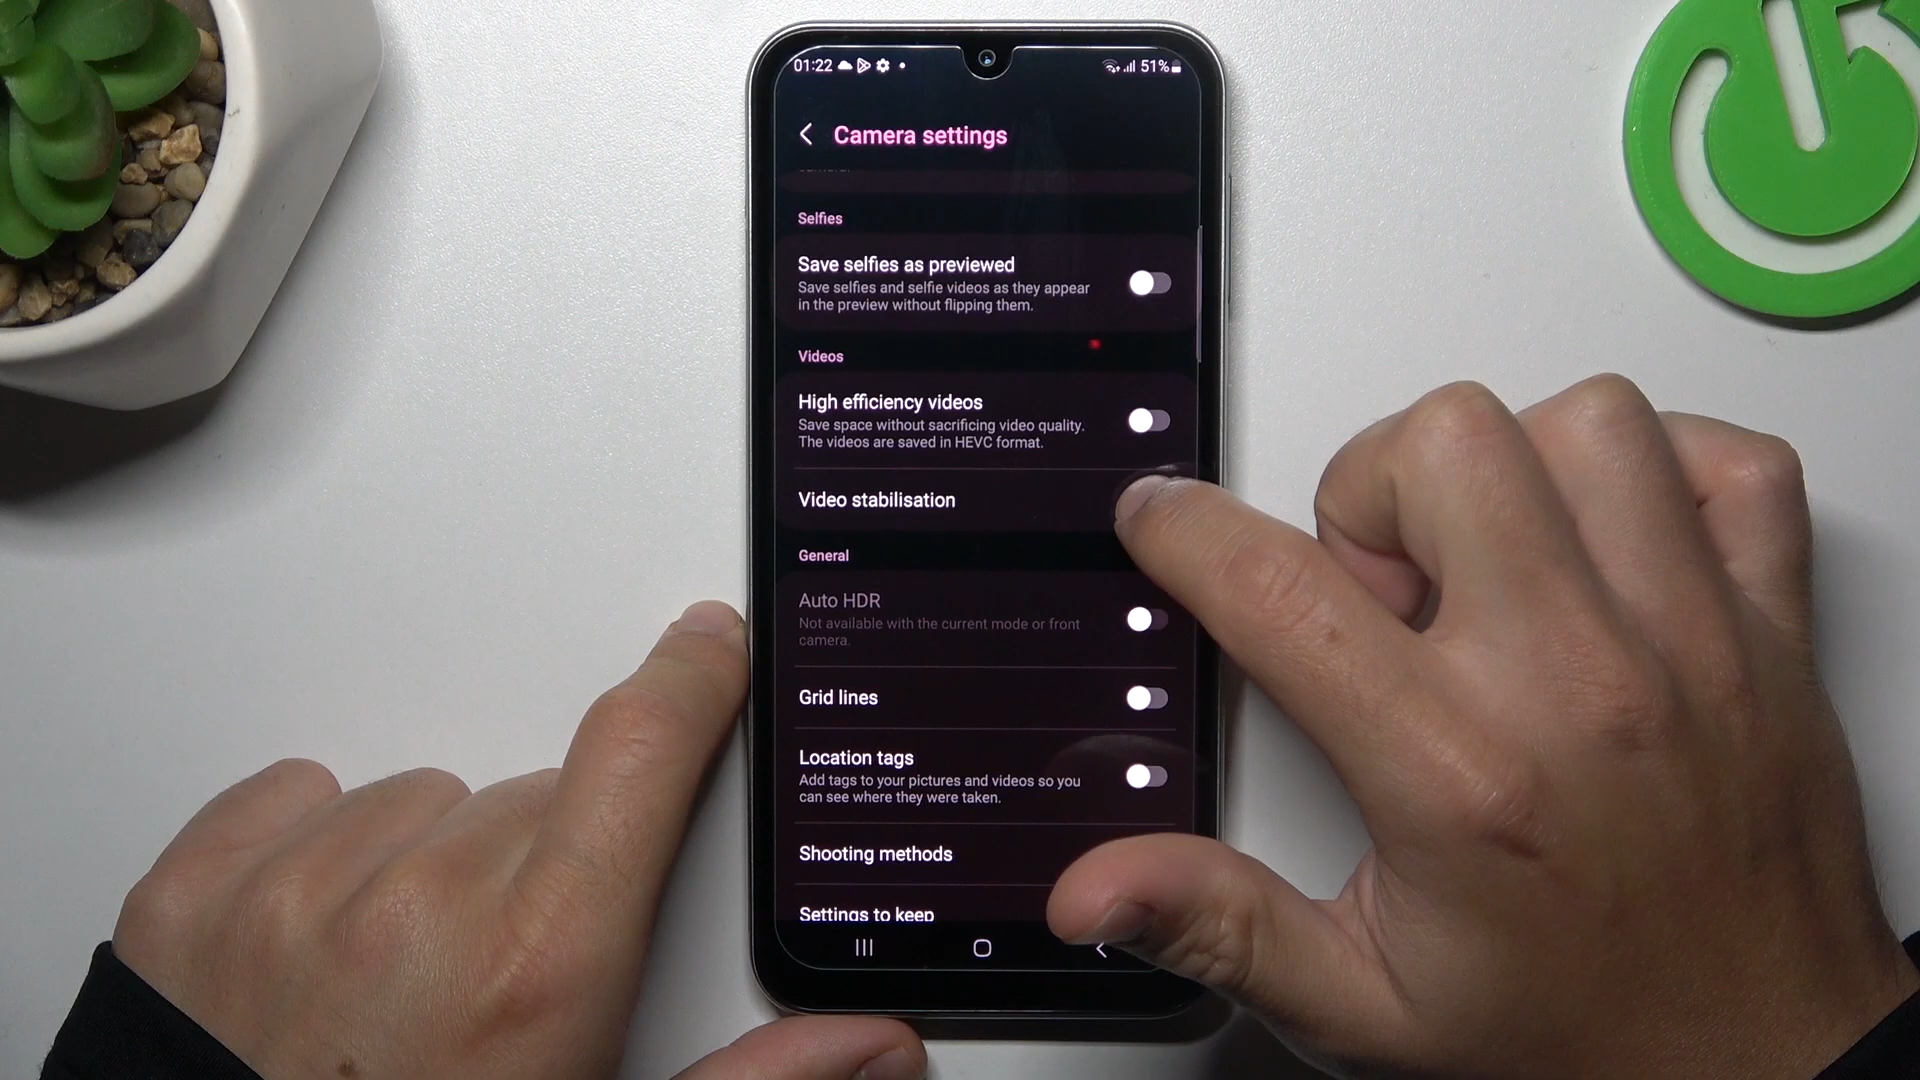 01:22 51%
Camera settings
Selfies
Save selfies as previewed
Save selfies and selfie videos as they appear
in the preview without flipping them.
Videos
High efficiency videos
Save space without sacrificing video quality.
The videos are saved in HEVC format.
Video stabilisation
General
Auto HDR
Not available with the current mode or front
camera.
Grid lines
Location tags
Add tags to your pictures and videos so you
can see where they were taken.
Shooting methods
Settings to keep